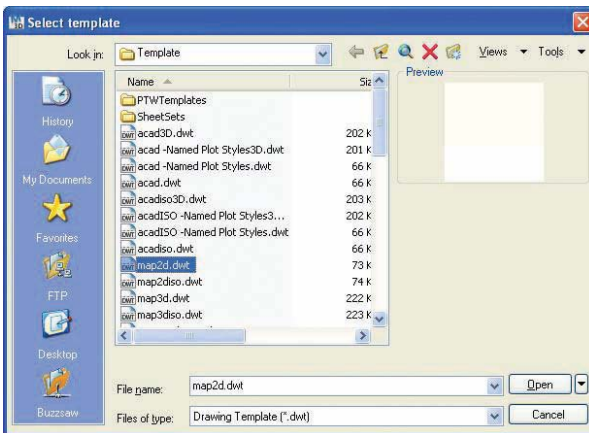 Select template
Look in: Template Views Tools
Name Siz Preview
PTWTemplates
SheetSets
acad3D.dwt 202 K
acad -Named Plot Styles3D.dwt 201 K
acad -Named Plot Styles.dwt 66 K
acad.dwt 66 K
acadiso3D.dwt 203 K
acadISO -Named Plot Styles3... 202 K
acadISO -Named Plot Styles.dwt 66 K
acadiso.dwt 66 K
map2d.dwt 73 K
map2diso.dwt 74 K
map3d.dwt 222 K
map3diso.dwt 223 K
History
My Documents
Favorites
FTP
Desktop
Buzzsaw
File name: map2d.dwt Open
Files of type: Drawing Template (*.dwt) Cancel